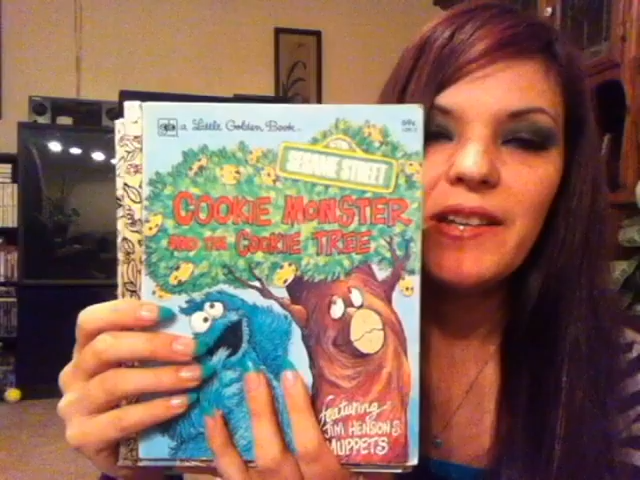 a Little Golden Book
SESAME STREET
COOKIE MONSTER
AND THE COOKIE TREE
featuring
JIM HENSON'S
MUPPETS